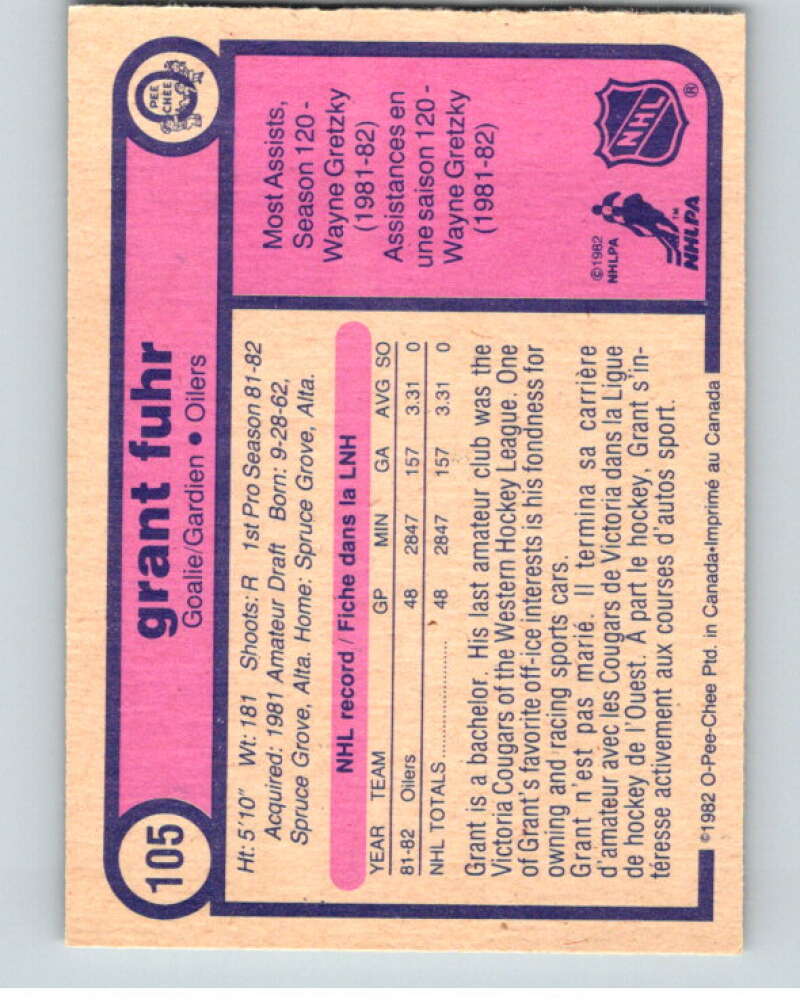 105
grant fuhr
Goalie/Gardien • Oilers
O
PEE
CHEE
Ht: 5'10" Wt: 181 Shoots: R 1st Pro Season 81-82
Acquired: 1981 Amateur Draft Born: 9-28-62,
Spruce Grove, Alta. Home: Spruce Grove, Alta.
NHL record / Fiche dans la LNH
YEAR TEAM GP MIN GA AVG SO
81-82 Oilers 48 2847 157 3.31 0
NHL TOTALS .................... 48 2847 157 3.31 0
Grant is a bachelor. His last amateur club was the
Victoria Cougars of the Western Hockey League. One
of Grant's favorite off-ice interests is his fondness for
owning and racing sports cars.
Grant n'est pas marié. Il termina sa carrière
d'amateur avec les Cougars de Victoria dans la Ligue
de hockey de l'Ouest. À part le hockey, Grant s'in-
téresse activement aux courses d'autos sport.
Most Assists,
Season 120 -
Wayne Gretzky
(1981-82)
Assistances en
une saison 120 -
Wayne Gretzky
(1981-82)
©1982
NHLPA
NHLPA™
NHL ®
©1982 O-Pee-Chee Ptd. in Canada•Imprimé au Canada